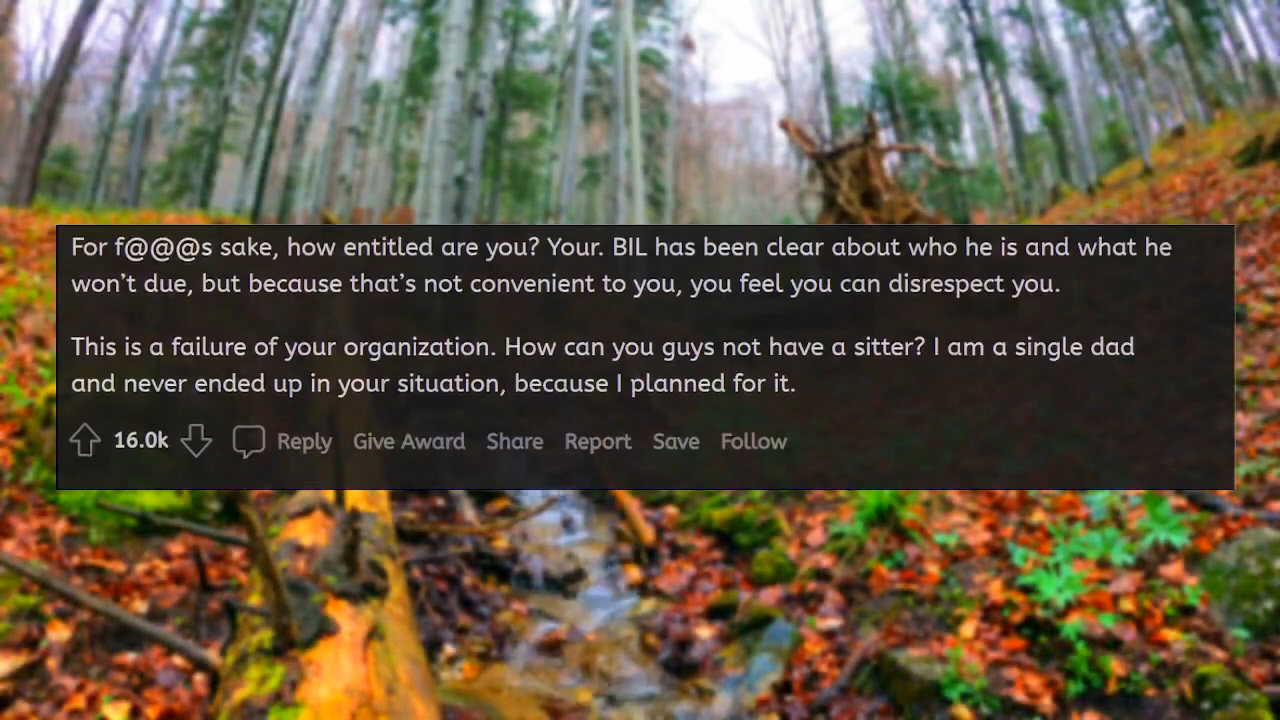 For f@@@s sake, how entitled are you? Your. BIL has been clear about who he is and what he
won’t due, but because that’s not convenient to you, you feel you can disrespect you.
This is a failure of your organization. How can you guys not have a sitter? I am a single dad
and never ended up in your situation, because I planned for it.
16.0k Reply Give Award Share Report Save Follow